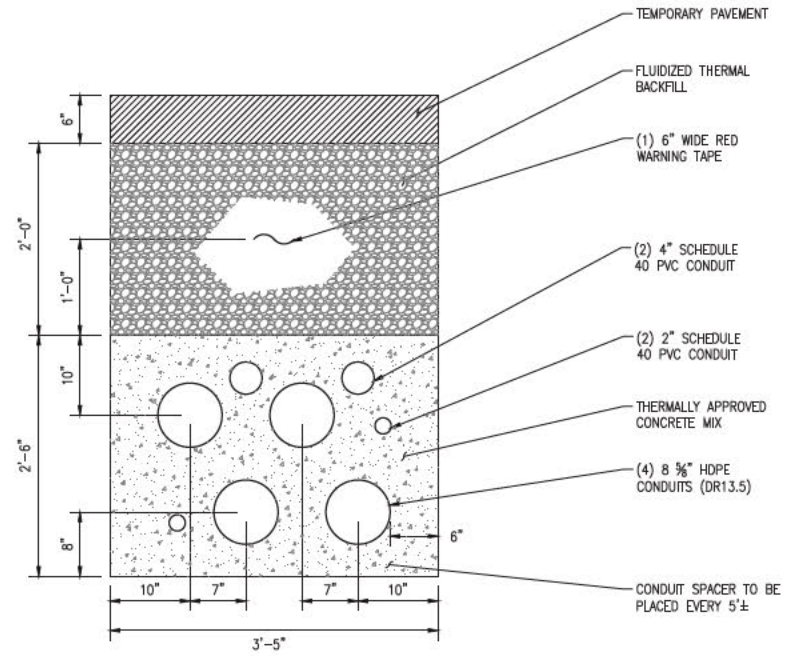 TEMPORARY PAVEMENT
FLUIDIZED THERMAL
BACKFILL
6"
(1) 6" WIDE RED
WARNING TAPE
2'-0"
1'-0"
(2) 4" SCHEDULE
40 PVC CONDUIT
(2) 2" SCHEDULE
40 PVC CONDUIT
10"
THERMALLY APPROVED
CONCRETE MIX
2'-6"
(4) 8 ⅝" HDPE
CONDUITS (DR13.5)
6"
8"
10" 7" 7" 10"
CONDUIT SPACER TO BE
PLACED EVERY 5'±
3'-5"